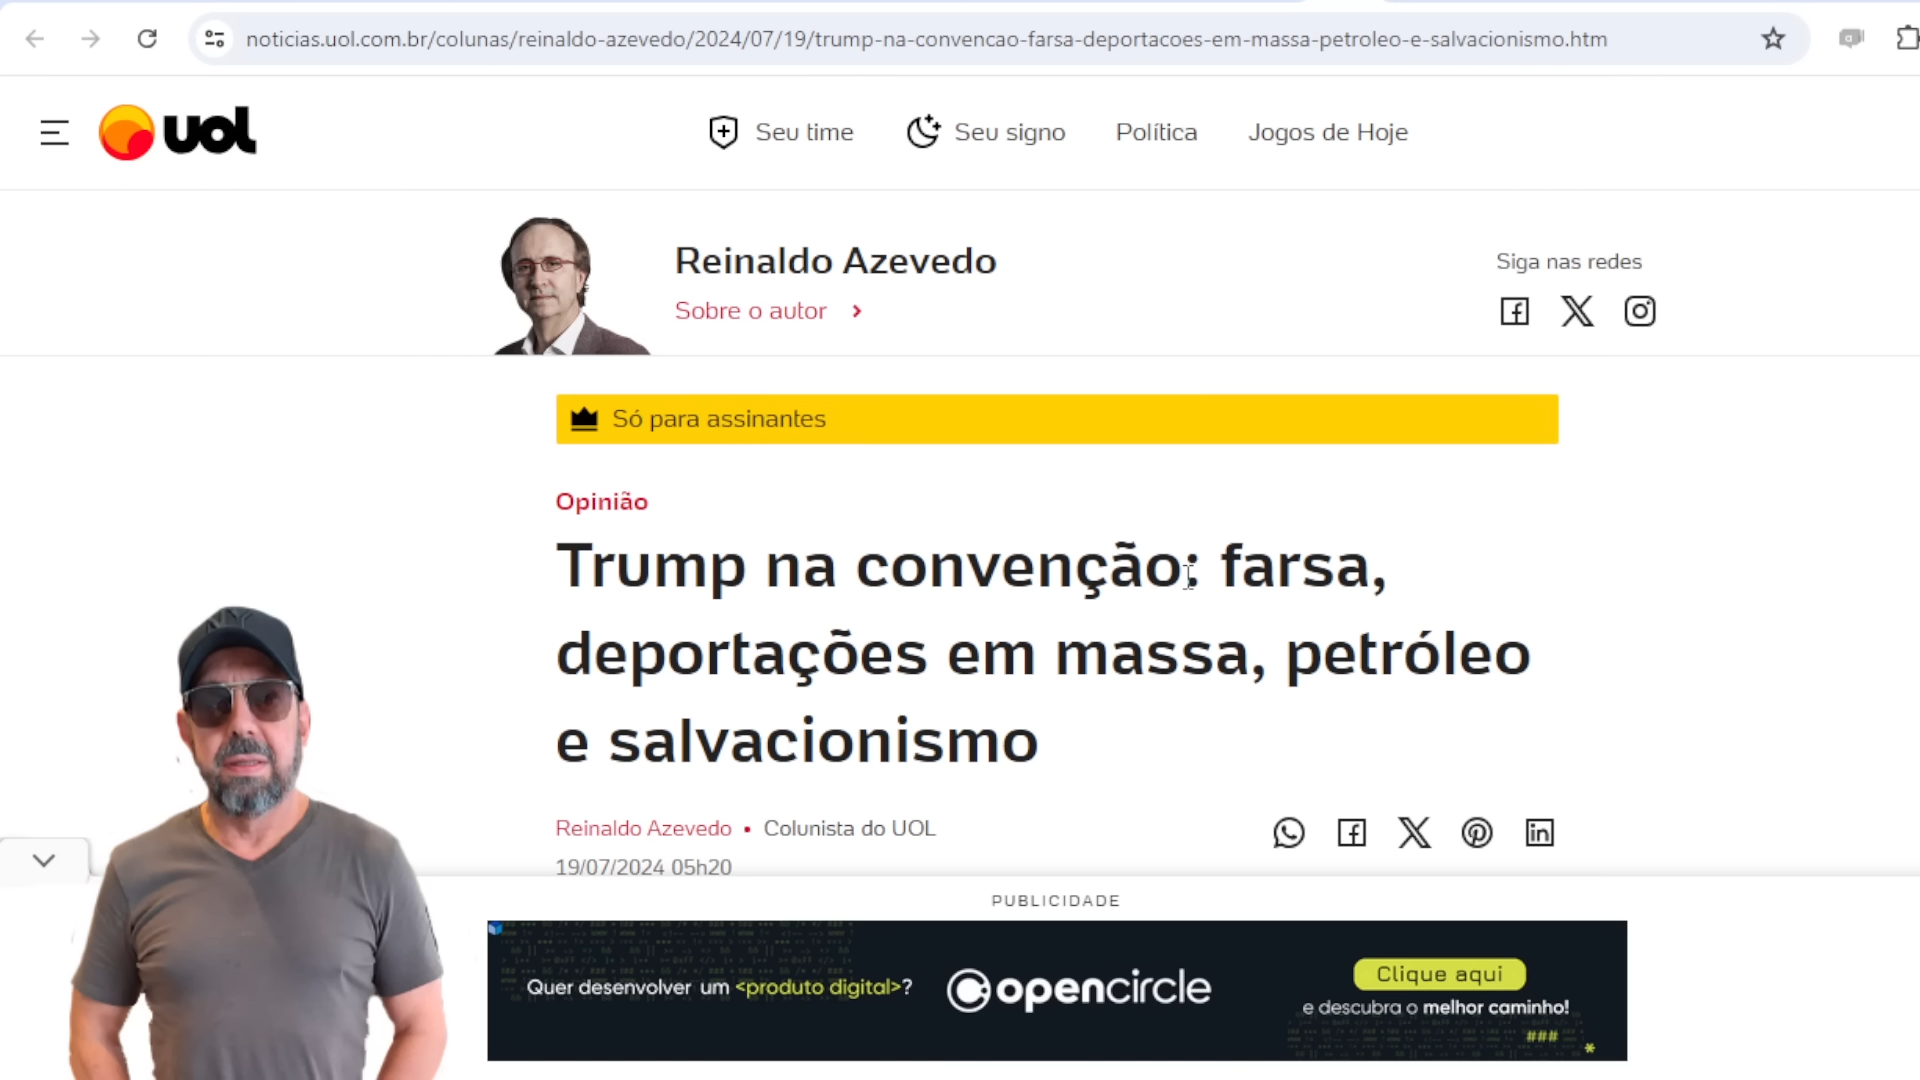 noticias.uol.com.br/colunas/reinaldo-azevedo/2024/07/19/trump-na-convencao-farsa-deportacoes-em-massa-petroleo-e-salvacionismo.htm
uol
Seu time
Seu signo
Política
Jogos de Hoje
Reinaldo Azevedo
Sobre o autor
Siga nas redes
Só para assinantes
Opinião
Trump na convenção: farsa,
deportações em massa, petróleo
e salvacionismo
Reinaldo Azevedo • Colunista do UOL
19/07/2024 05h20
PUBLICIDADE
Quer desenvolver um <produto digital>?
opencircle
Clique aqui
e descubra o melhor caminho!
###
*